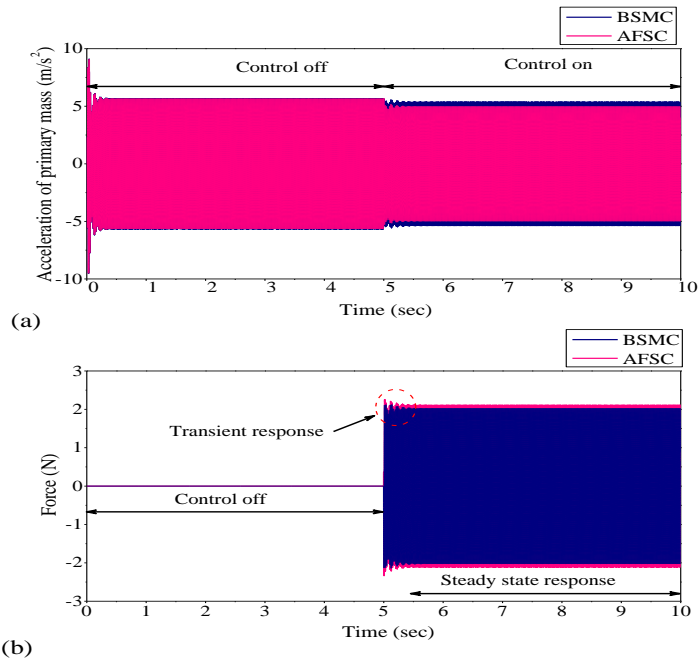 BSMC
AFSC
Acceleration of primary mass (m/s²)
10
5
0
-5
-10
Control off
Control on
0 1 2 3 4 5 6 7 8 9 10
Time (sec)
(a)
BSMC
AFSC
Force (N)
3
2
1
0
-1
-2
-3
Transient response
Control off
Steady state response
0 1 2 3 4 5 6 7 8 9 10
Time (sec)
(b)